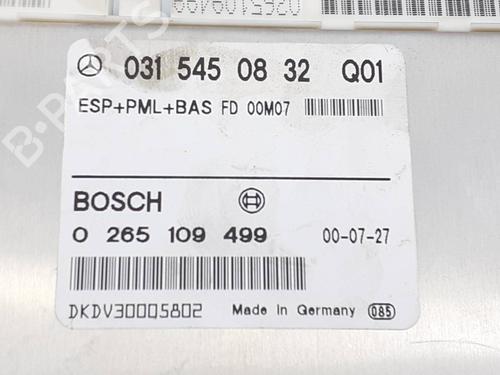 0265109499
031 545 08 32 Q01
ESP+PML+BAS FD 00M07
BOSCH
0 265 109 499 00-07-27
DKDV30005802 Made in Germany 085
B-PARTS